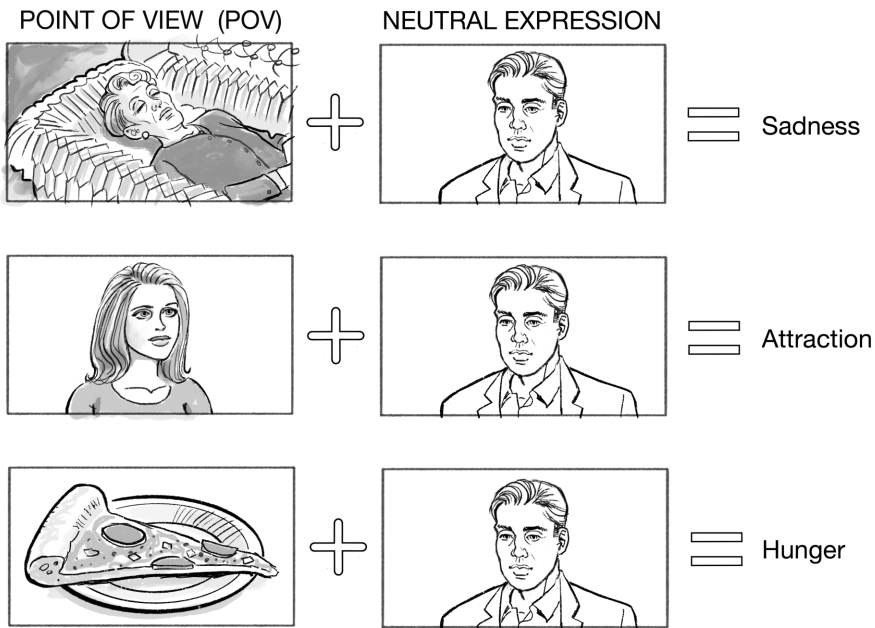 POINT OF VIEW (POV)
NEUTRAL EXPRESSION
Sadness
Attraction
Hunger